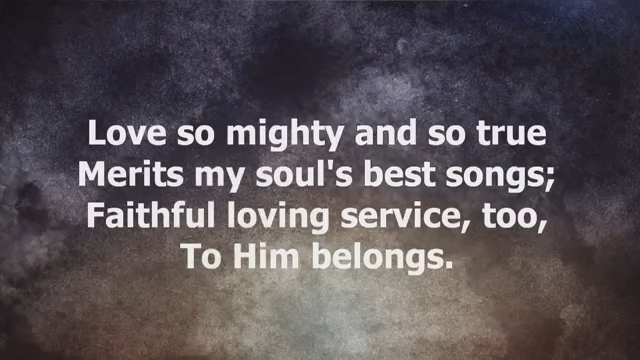 Love so mighty and so true
Merits my soul's best songs;
Faithful loving service, too,
To Him belongs.